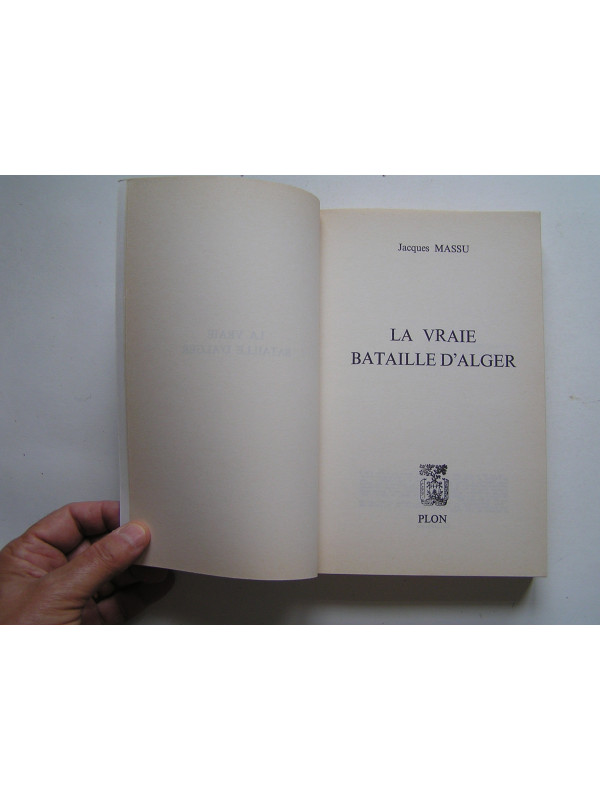 Jacques MASSU
LA VRAIE
BATAILLE D'ALGER
PLON